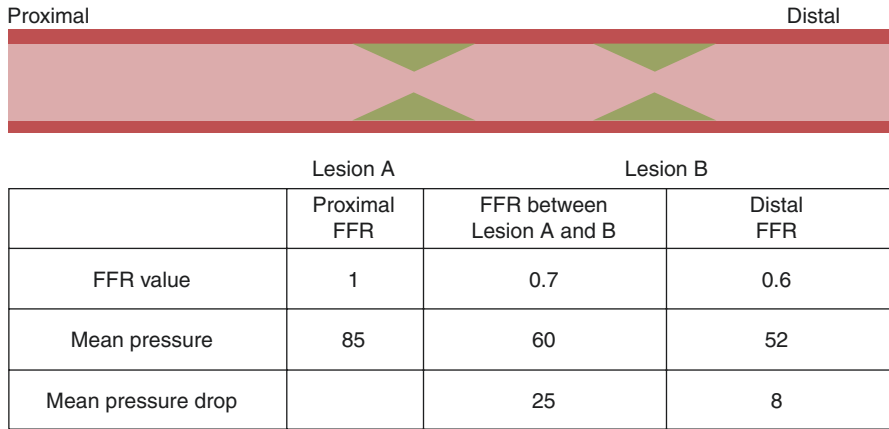 Proximal Distal
Lesion A Lesion B
Proximal FFR between Distal
FFR Lesion A and B FFR
FFR value 1 0.7 0.6
Mean pressure 85 60 52
Mean pressure drop 25 8